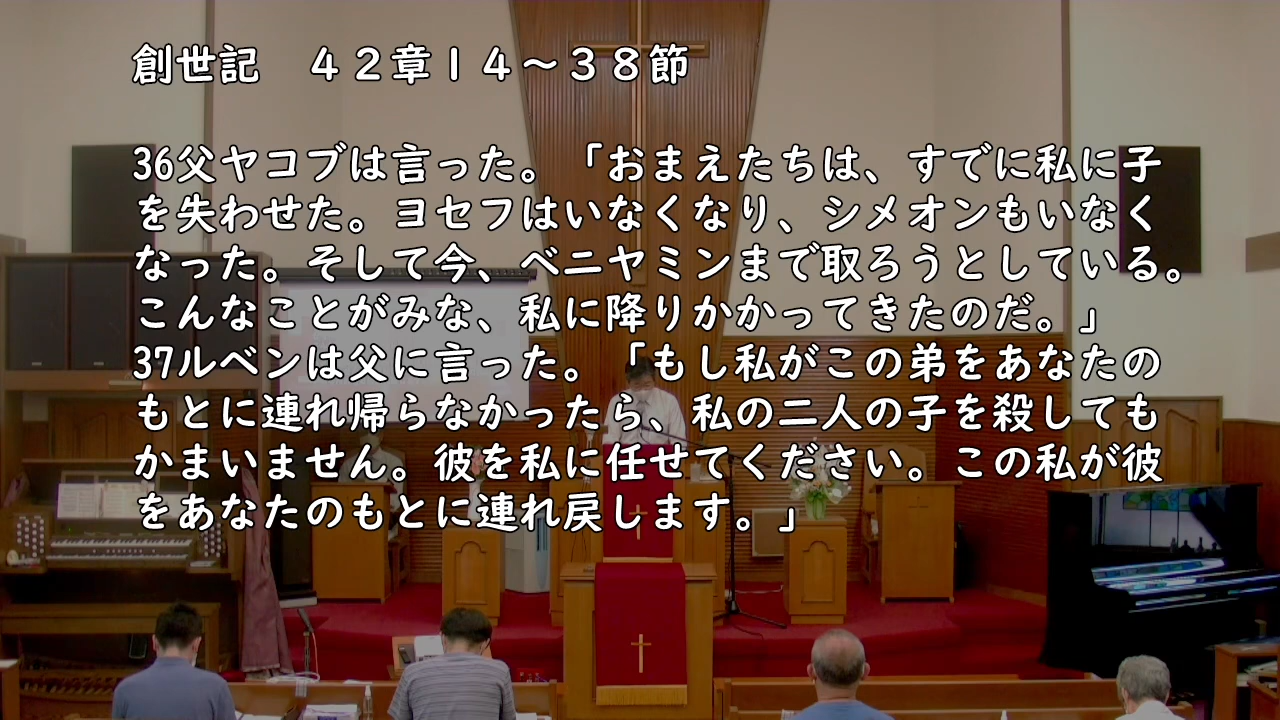 創世記　４２章１４～３８節
36父ヤコブは言った。「おまえたちは、すでに私に子
を失わせた。ヨセフはいなくなり、シメオンもいなく
なった。そして今、ベニヤミンまで取ろうとしている。
こんなことがみな、私に降りかかってきたのだ。」
37ルベンは父に言った。「もし私がこの弟をあなたの
もとに連れ帰らなかったら、私の二人の子を殺しても
かまいません。彼を私に任せてください。この私が彼
をあなたのもとに連れ戻します。」